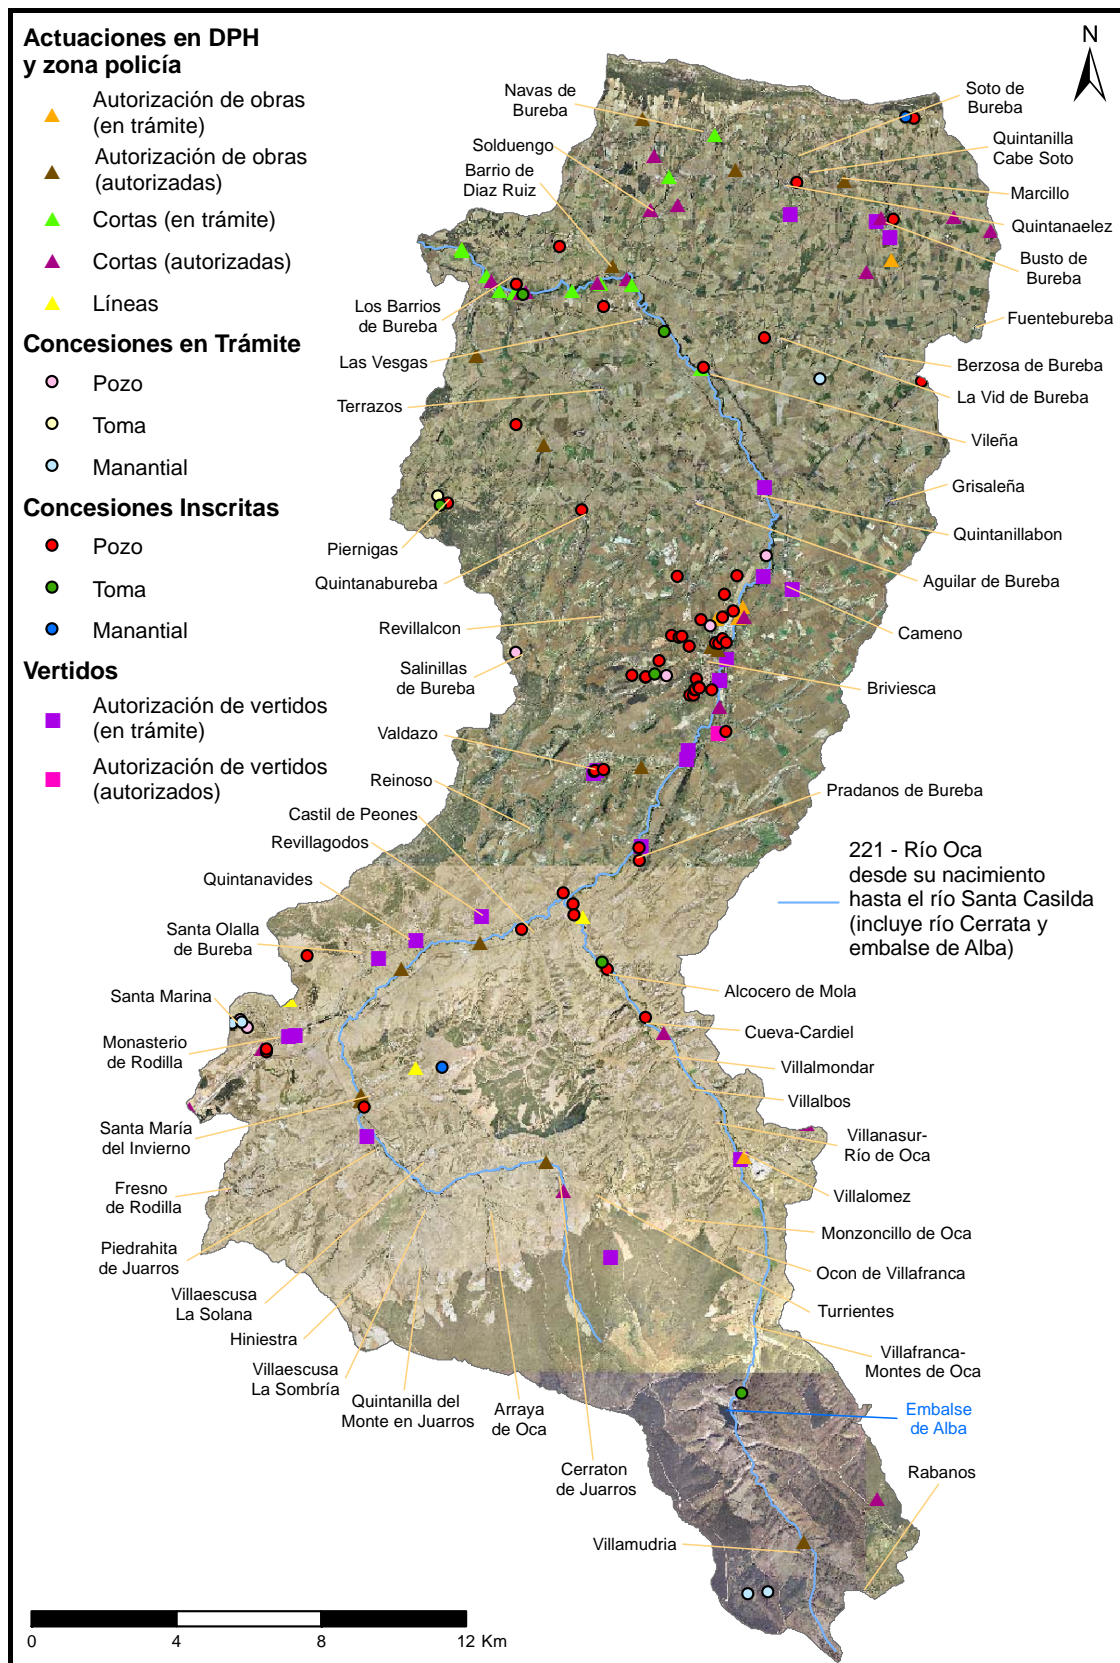 Actuaciones en DPH
y zona policía
Autorización de obras
(en trámite)
Autorización de obras
(autorizadas)
Cortas (en trámite)
Cortas (autorizadas)
Líneas
Concesiones en Trámite
Pozo
Toma
Manantial
Concesiones Inscritas
Pozo
Toma
Manantial
Vertidos
Autorización de vertidos
(en trámite)
Autorización de vertidos
(autorizados)
N
Navas de
Bureba
Solduengo
Barrio de
Diaz Ruiz
Soto de
Bureba
Quintanilla
Cabe Soto
Marcillo
Quintanaelez
Busto de
Bureba
Fuentebureba
Los Barrios
de Bureba
Las Vesgas
Terrazos
Berzosa de Bureba
La Vid de Bureba
Vileña
Grisaleña
Quintanillabon
Piernigas
Quintanabureba
Aguilar de Bureba
Revillalcon
Cameno
Salinillas
de Bureba
Briviesca
Valdazo
Reinoso
Pradanos de Bureba
Castil de Peones
Revillagodos
Quintanavides
221 - Río Oca
desde su nacimiento
hasta el río Santa Casilda
(incluye río Cerrata y
embalse de Alba)
Santa Olalla
de Bureba
Santa Marina
Alcocero de Mola
Monasterio
de Rodilla
Cueva-Cardiel
Villalmondar
Villalbos
Santa María
del Invierno
Villanasur-
Río de Oca
Fresno
de Rodilla
Villalomez
Piedrahita
de Juarros
Monzoncillo de Oca
Ocon de Villafranca
Villaescusa
La Solana
Turrientes
Hiniestra
Villaescusa
La Sombría
Villafranca-
Montes de Oca
Quintanilla del
Monte en Juarros
Arraya
de Oca
Embalse
de Alba
Cerraton
de Juarros
Rabanos
Villamudria
0 4 8 12 Km